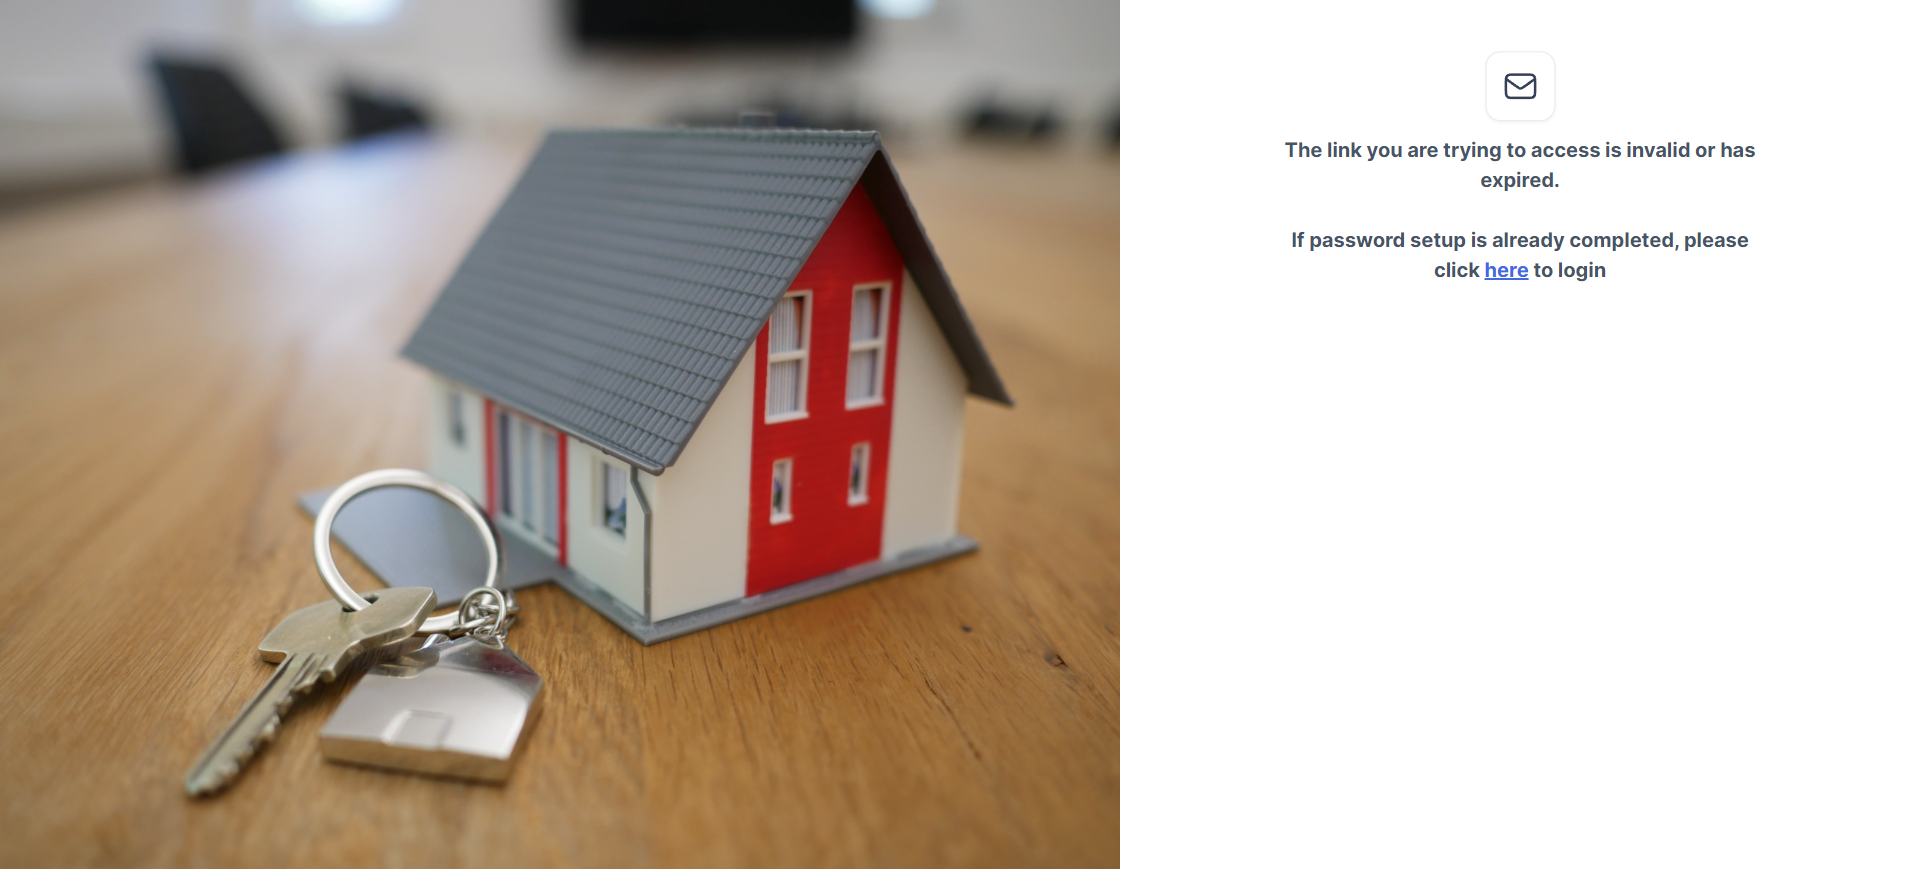 The link you are trying to access is invalid or has
expired.
If password setup is already completed, please
click here to login